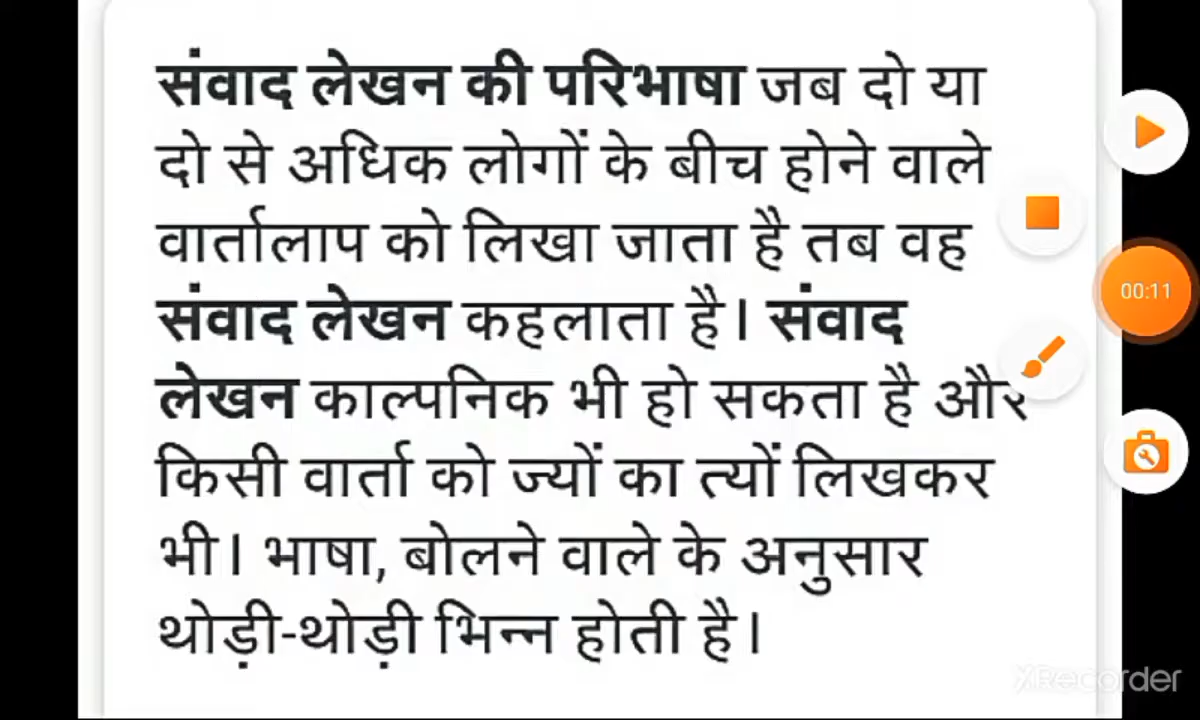 संवाद लेखन की परिभाषा जब दो या
दो से अधिक लोगों के बीच होने वाले
वार्तालाप को लिखा जाता है तब वह
संवाद लेखन कहलाता है। संवाद
लेखन काल्पनिक भी हो सकता है और
किसी वार्ता को ज्यों का त्यों लिखकर
भी। भाषा, बोलने वाले के अनुसार
थोड़ी-थोड़ी भिन्न होती है।
00:11
XRecorder